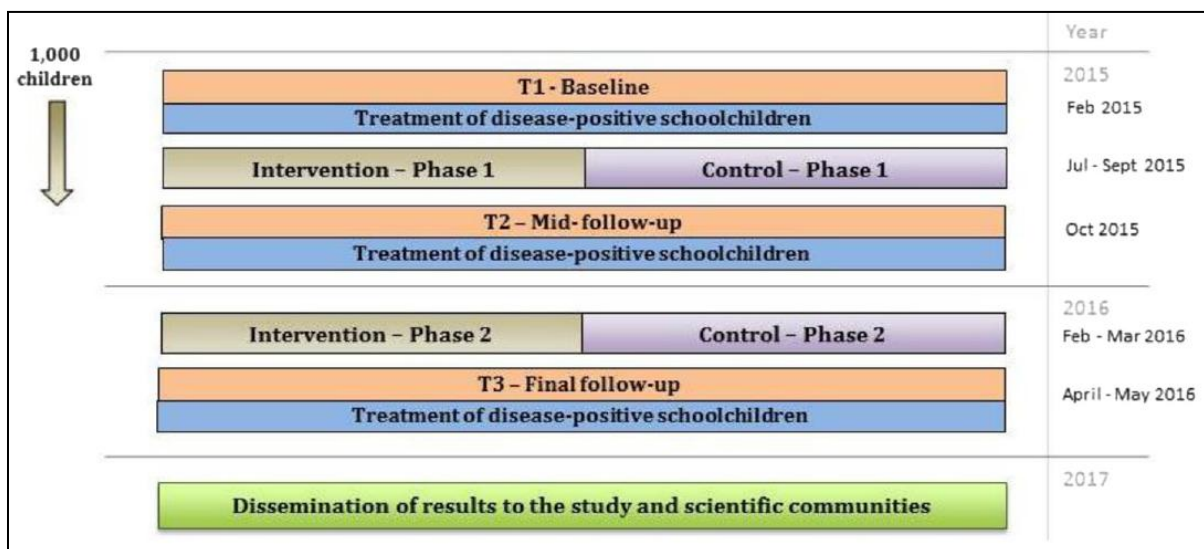 Year
1,000
children
2015
T1 - Baseline
Feb 2015
Treatment of disease-positive schoolchildren
Intervention – Phase 1
Control – Phase 1
Jul - Sept 2015
T2 – Mid- follow-up
Oct 2015
Treatment of disease-positive schoolchildren
2016
Intervention – Phase 2
Control – Phase 2
Feb - Mar 2016
T3 – Final follow-up
April - May 2016
Treatment of disease-positive schoolchildren
2017
Dissemination of results to the study and scientific communities